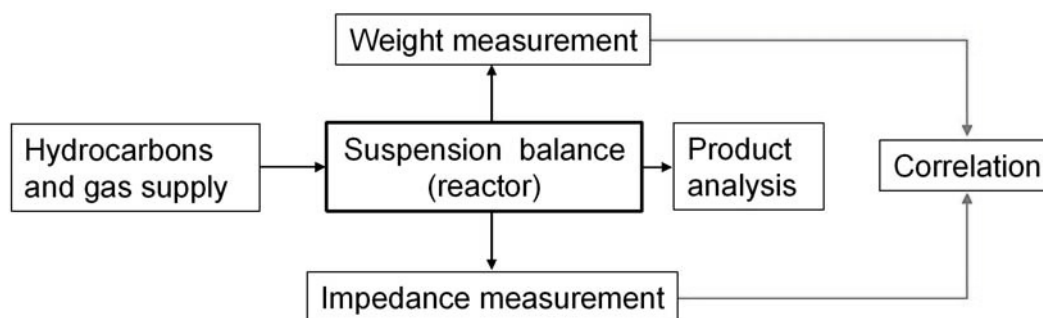 Weight measurement
Hydrocarbons
and gas supply
Suspension balance
(reactor)
Product
analysis
Correlation
Impedance measurement